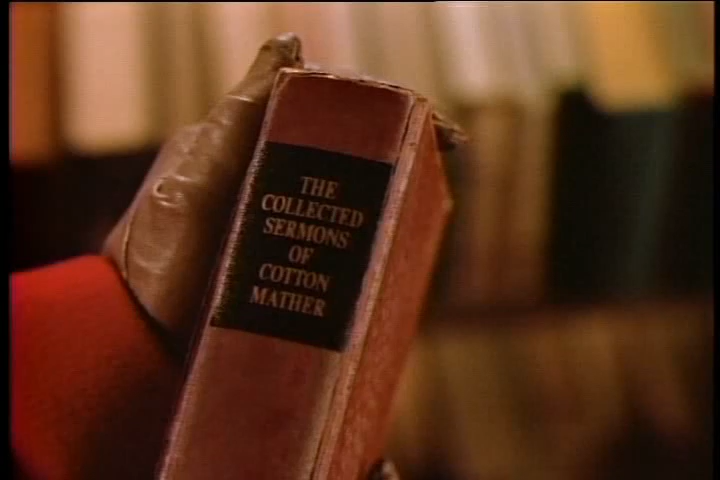 THE
COLLECTED
SERMONS
OF
COTTON
MATHER